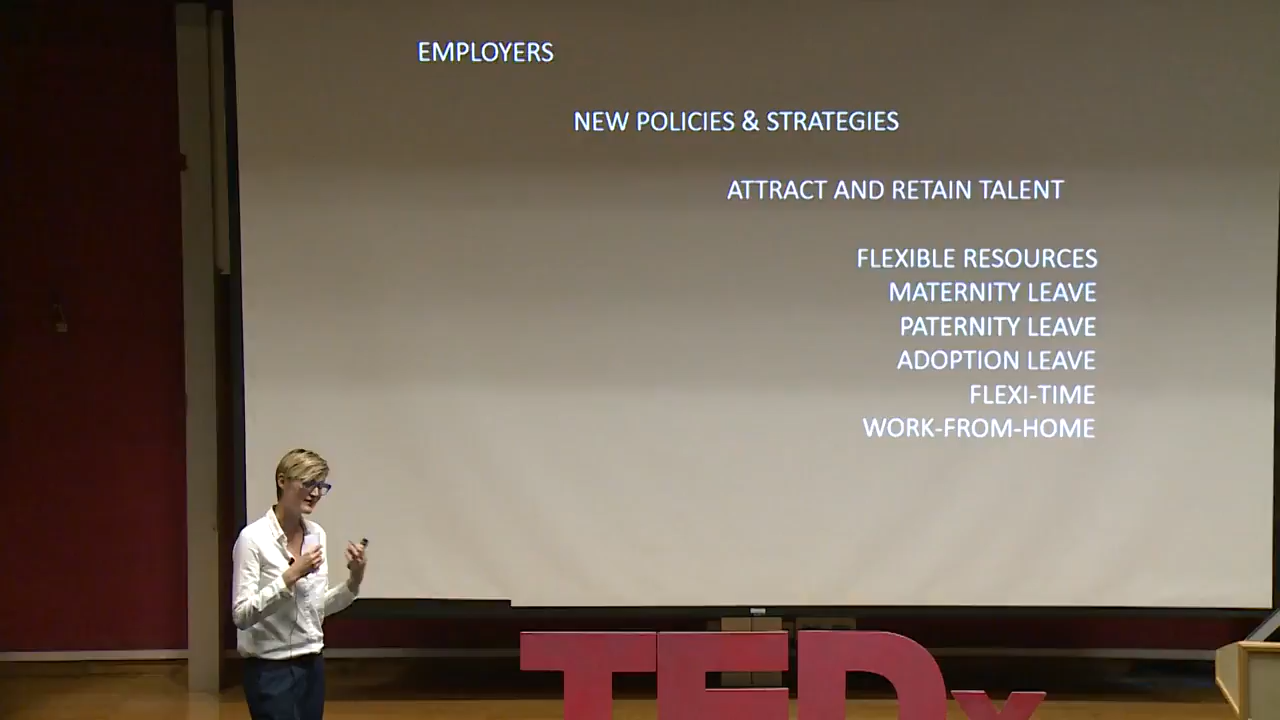 EMPLOYERS
NEW POLICIES & STRATEGIES
ATTRACT AND RETAIN TALENT
FLEXIBLE RESOURCES
MATERNITY LEAVE
PATERNITY LEAVE
ADOPTION LEAVE
FLEXI-TIME
WORK-FROM-HOME
TEDx